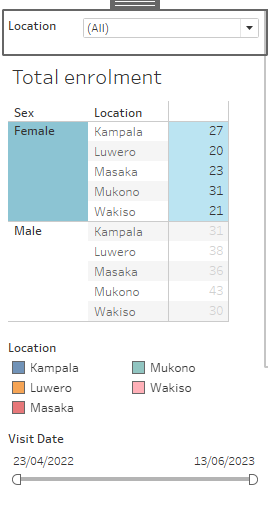 Location (All)
Total enrolment
Sex Location
Female Kampala 27
Luwero 20
Masaka 23
Mukono 31
Wakiso 21
Male Kampala 31
Luwero 38
Masaka 36
Mukono 43
Wakiso 30
Location
Kampala Mukono
Luwero Wakiso
Masaka
Visit Date
23/04/2022 13/06/2023